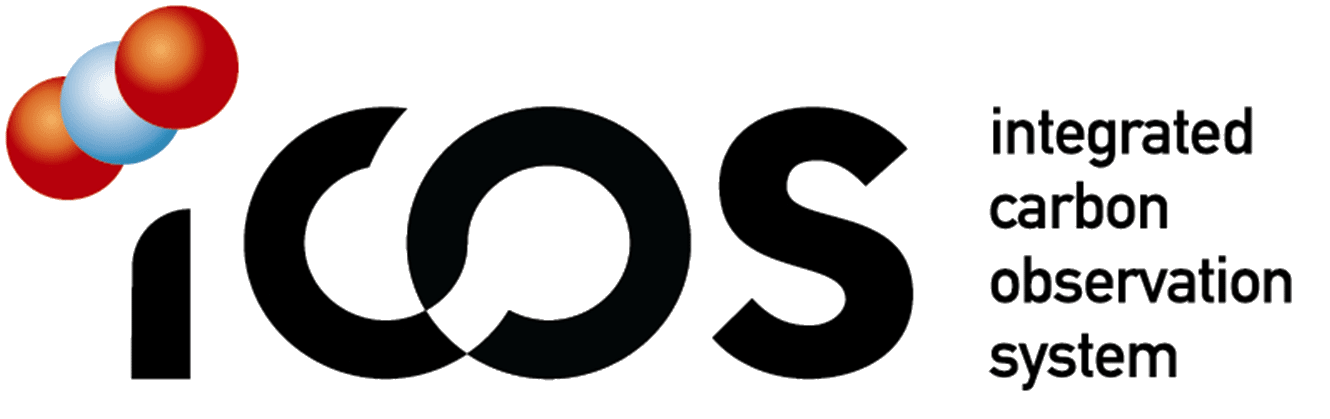 icos
integrated
carbon
observation
system